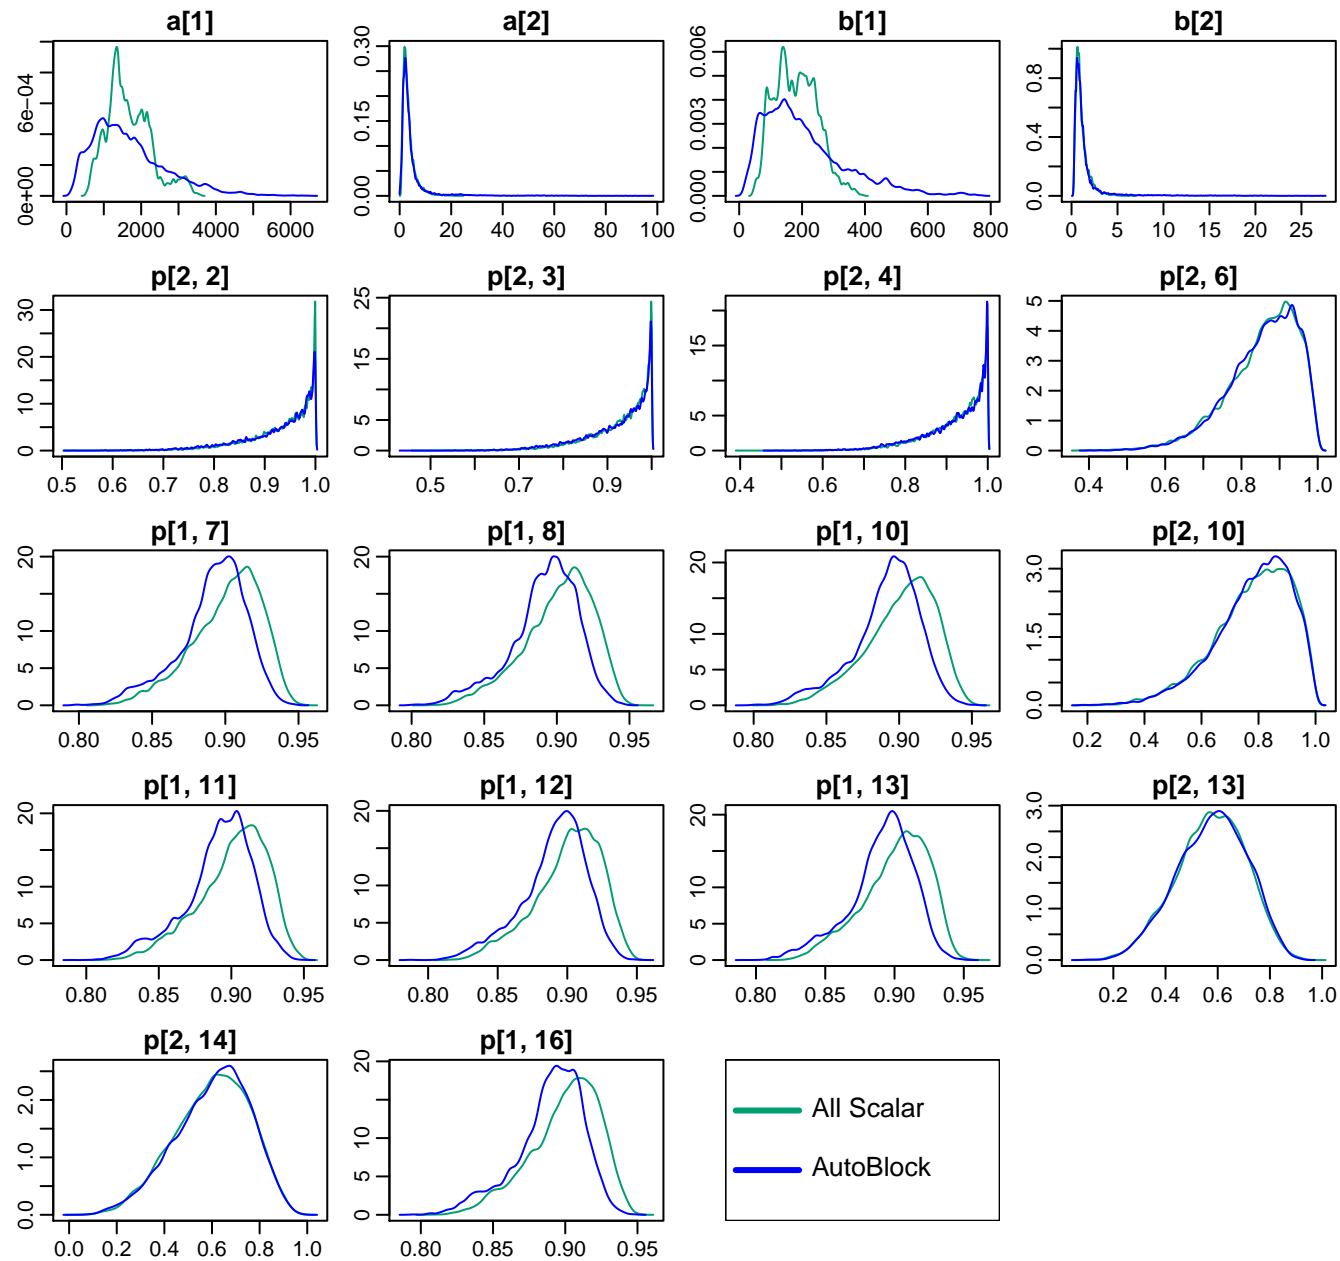 a[1] a[2] b[1] b[2]
0e+00 6e−04 0.00 0.15 0.30 0.000 0.003 0.006 0.0 0.4 0.8
0 2000 4000 6000 0 20 40 60 80 100 0 200 400 600 800 0 5 10 15 20 25
p[2, 2] p[2, 3] p[2, 4] p[2, 6]
0 10 20 30 0 5 15 25 0 5 15 0 1 2 3 4 5
0.5 0.6 0.7 0.8 0.9 1.0 0.5 0.7 0.9 0.4 0.6 0.8 1.0 0.4 0.6 0.8 1.0
p[1, 7] p[1, 8] p[1, 10] p[2, 10]
0 5 10 20 0 5 10 20 0 5 10 20 0.0 1.5 3.0
0.80 0.85 0.90 0.95 0.80 0.85 0.90 0.95 0.80 0.85 0.90 0.95 0.2 0.4 0.6 0.8 1.0
p[1, 11] p[1, 12] p[1, 13] p[2, 13]
0 5 10 20 0 5 10 20 0 5 10 20 0.0 1.0 2.0 3.0
0.80 0.85 0.90 0.95 0.80 0.85 0.90 0.95 0.80 0.85 0.90 0.95 0.2 0.4 0.6 0.8 1.0
p[2, 14] p[1, 16]
0.0 1.0 2.0 0 5 10 20
0.0 0.2 0.4 0.6 0.8 1.0 0.80 0.85 0.90 0.95
All Scalar
AutoBlock